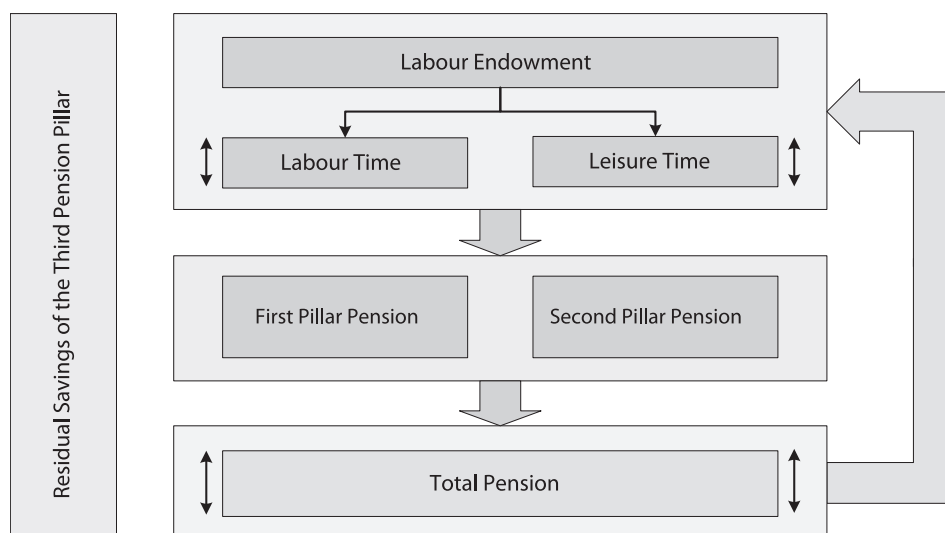 Residual Savings of the Third Pension Pillar
Labour Endowment
Labour Time
Leisure Time
First Pillar Pension
Second Pillar Pension
Total Pension